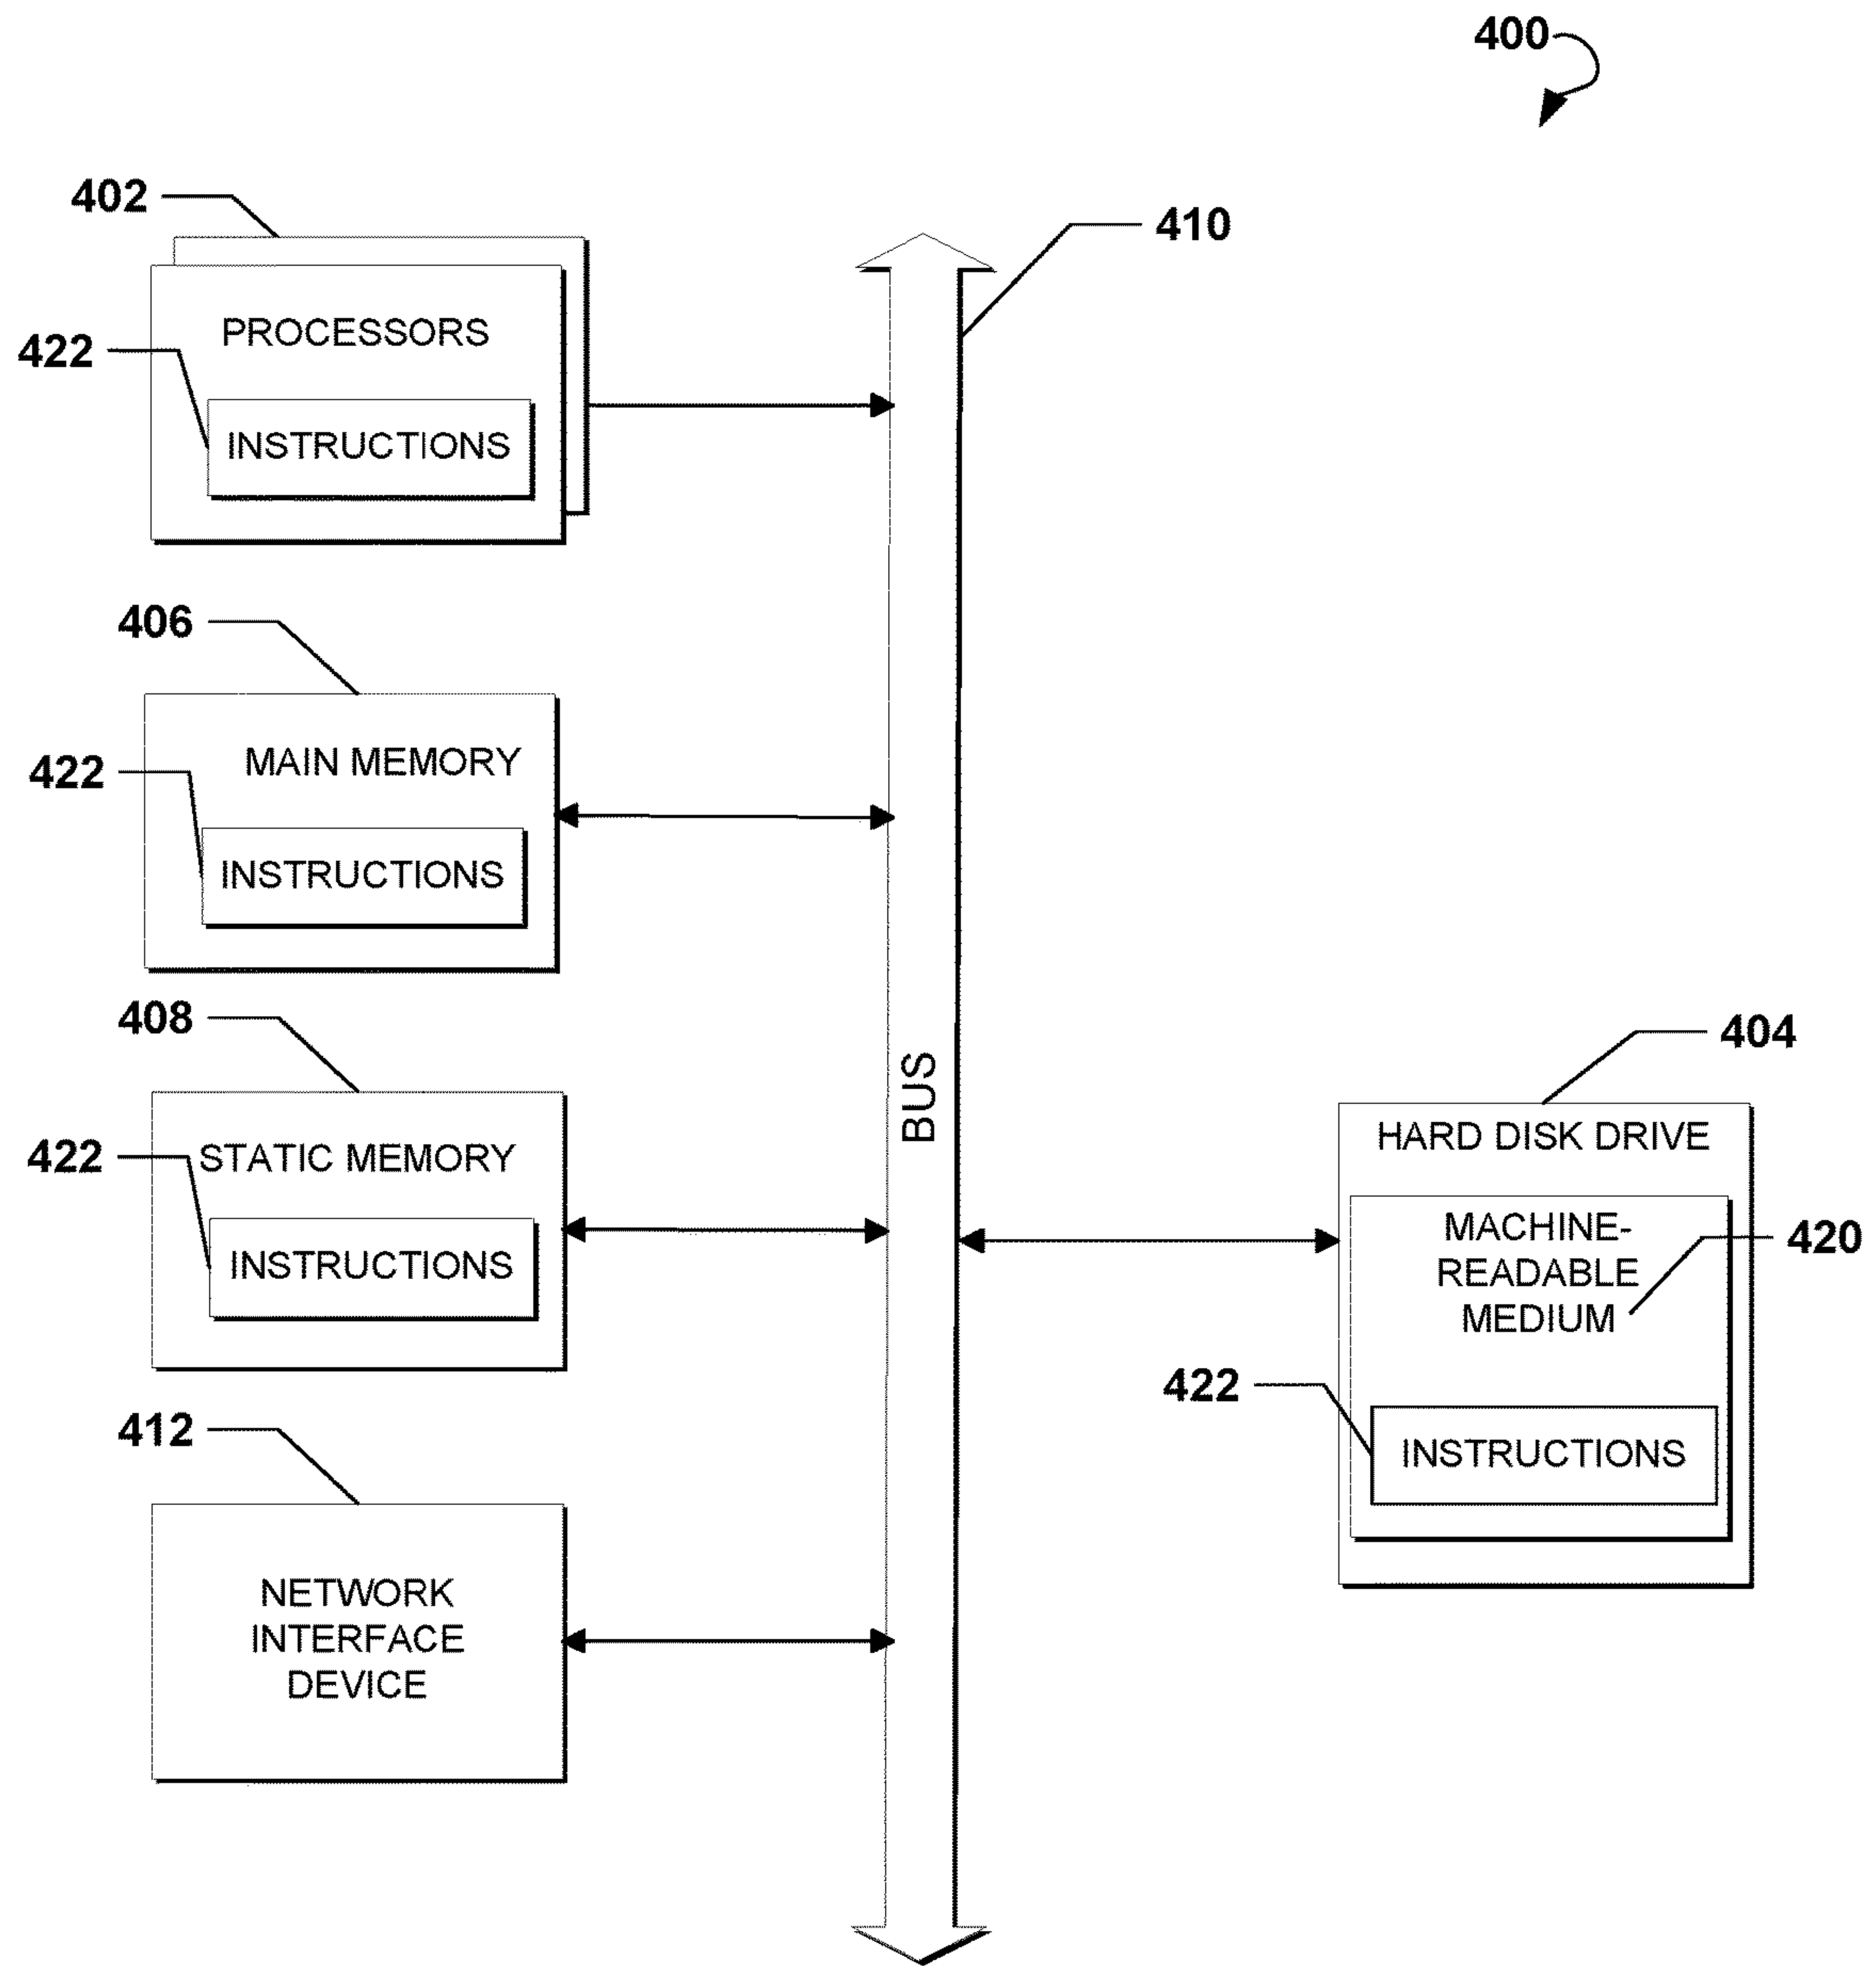 400
402
410
PROCESSORS
422
INSTRUCTIONS
406
MAIN MEMORY
422
INSTRUCTIONS
408
404
BUS
HARD DISK DRIVE
STATIC MEMORY
422
INSTRUCTIONS
MACHINE-
READABLE
MEDIUM
420
422
INSTRUCTIONS
412
NETWORK
INTERFACE
DEVICE